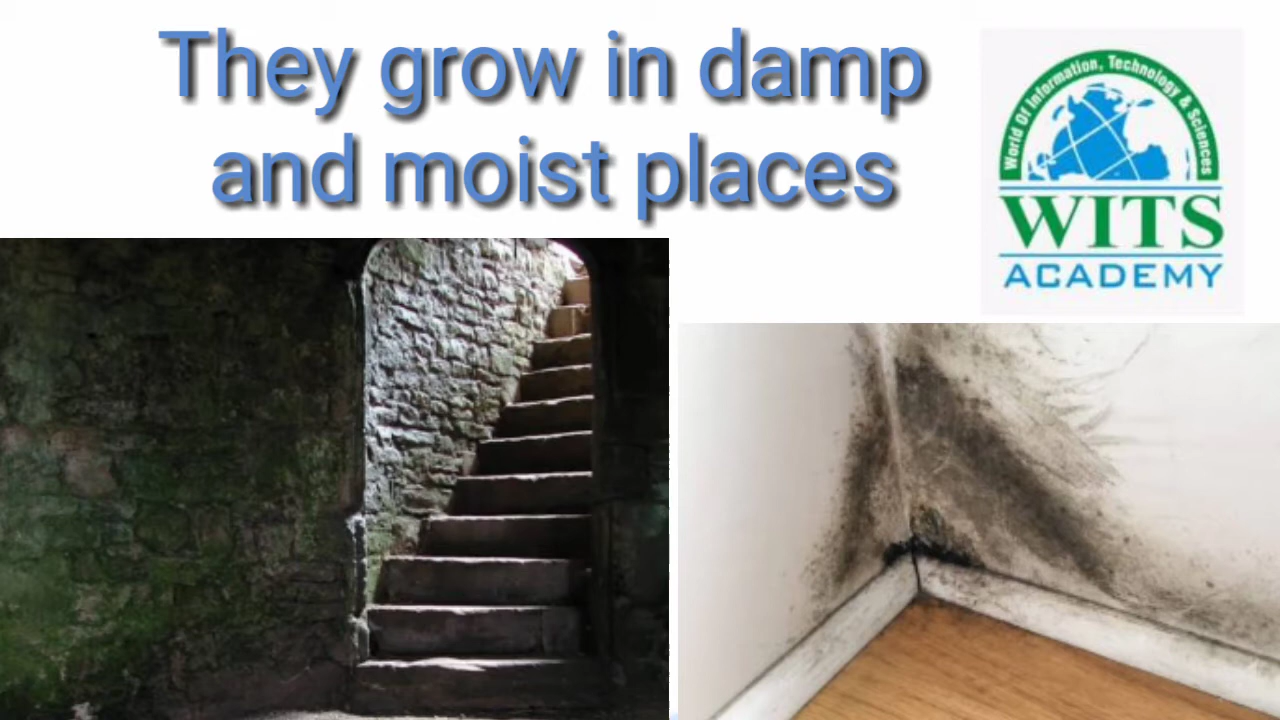 They grow in damp
and moist places
World Of Information, Technology & Sciences
WITS
ACADEMY